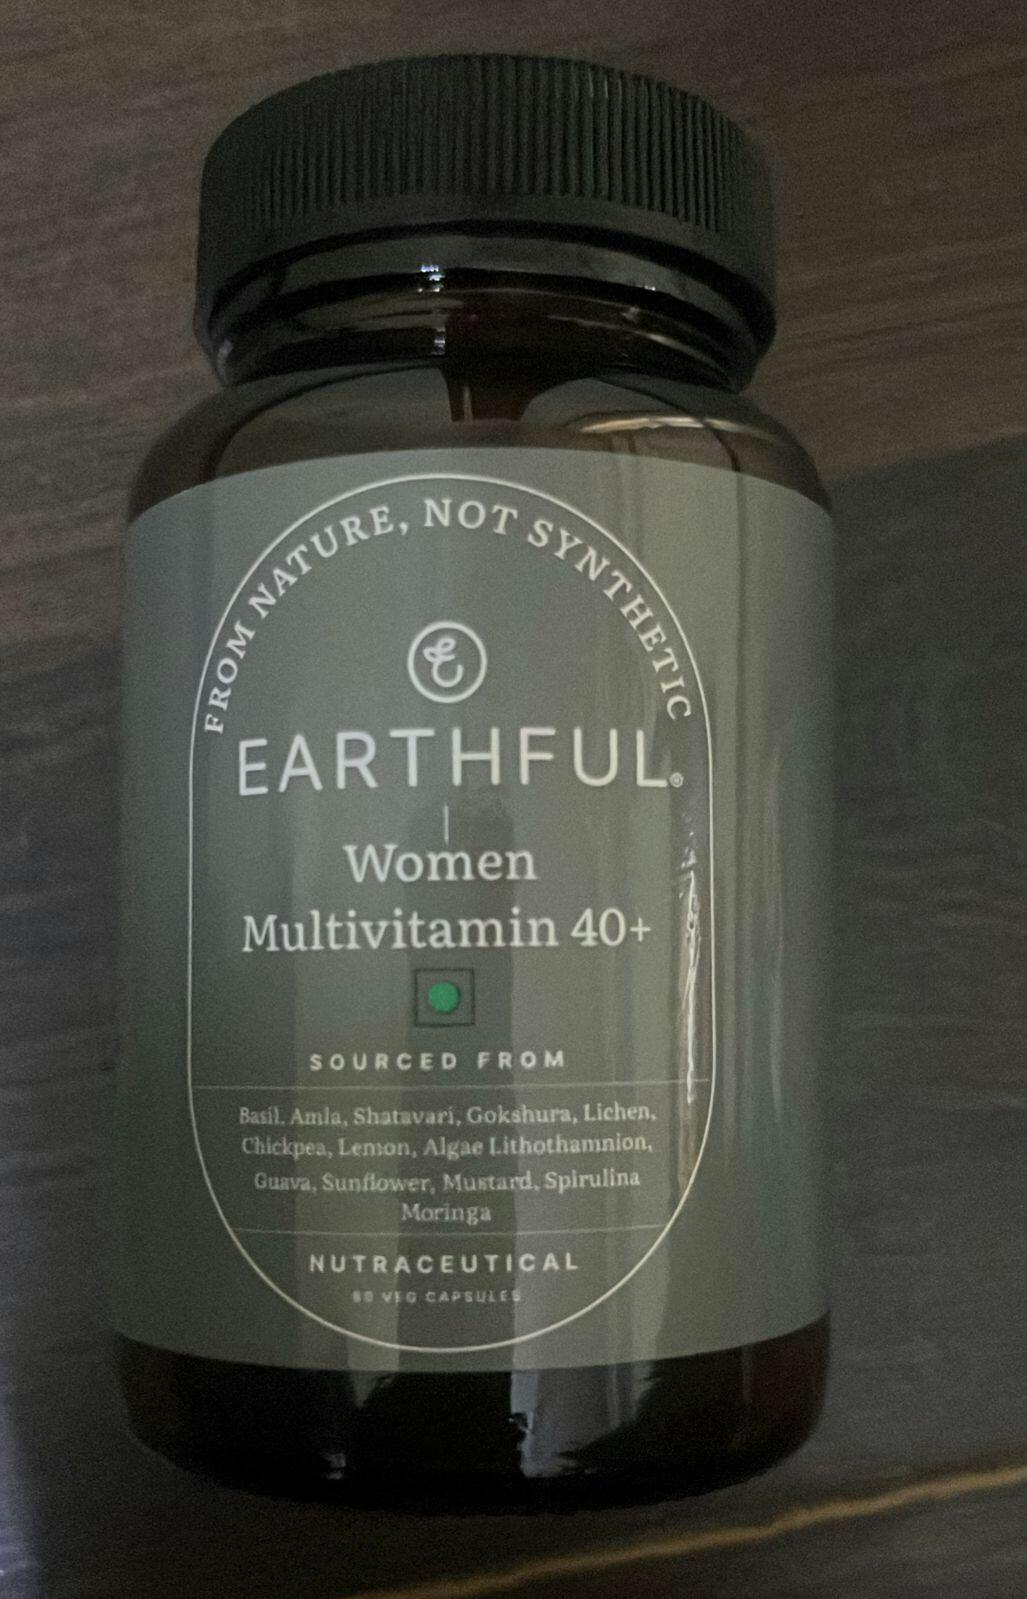 FROM NATURE, NOT SYNTHETIC
EARTHFUL®
Women
Multivitamin 40+
SOURCED FROM
Basil, Amla, Shatavari, Gokshura, Lichen,
Chickpea, Lemon, Algae Lithothamnion,
Guava, Sunflower, Mustard, Spirulina
Moringa
NUTRACEUTICAL
VEG CAPSULES